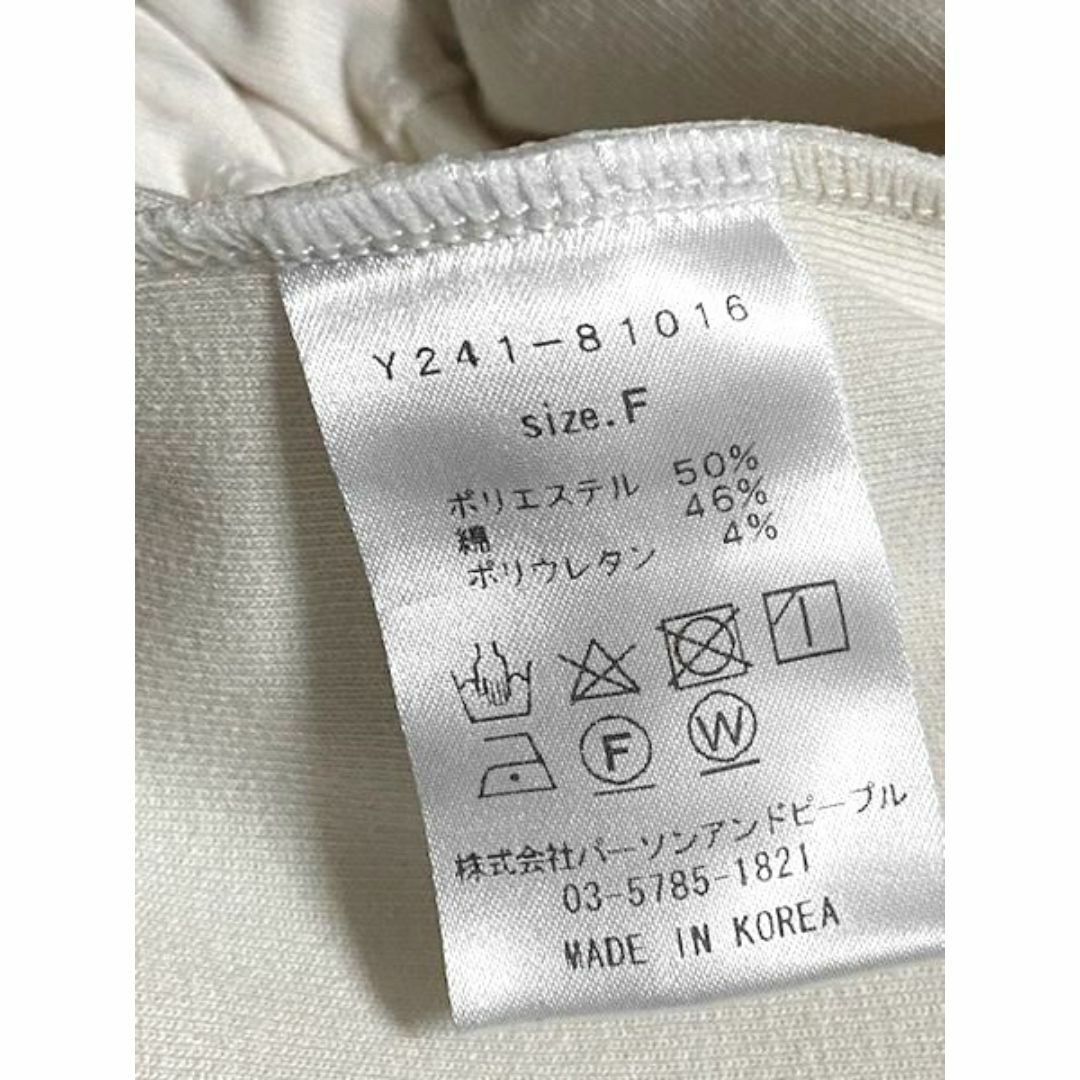 Y241-81016
size.F
ポリエステル 50%
綿 46%
ポリウレタン 4%
F W
株式会社パーソンアンドピープル
03-5785-1821
MADE IN KOREA